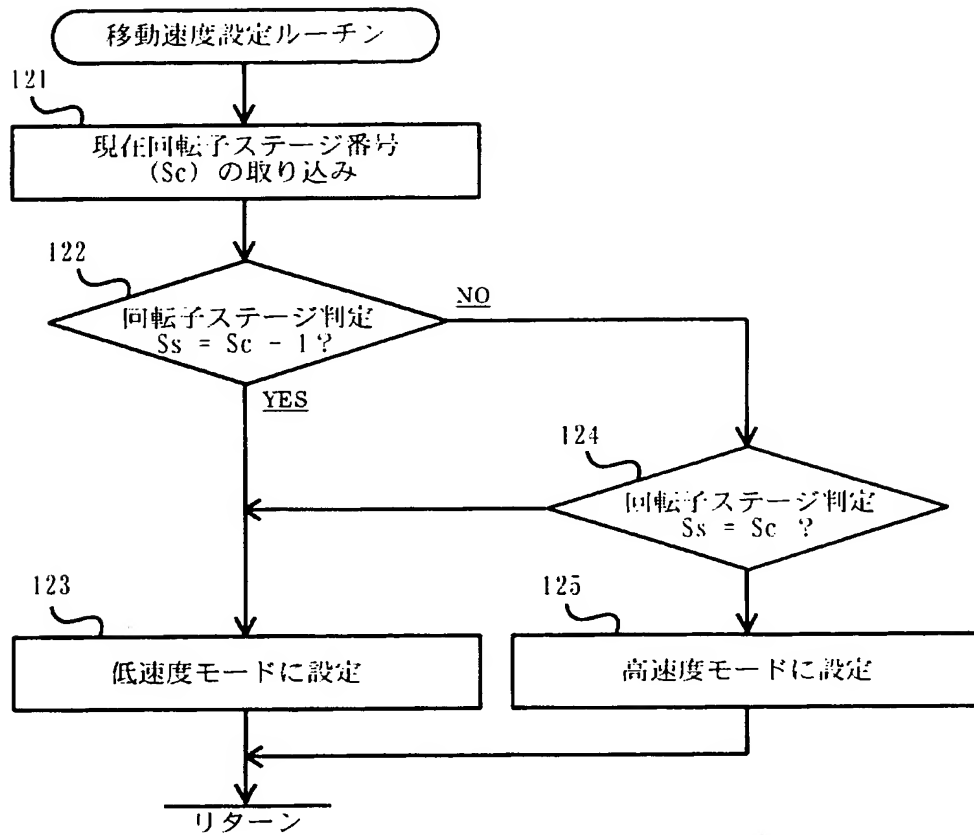 移動速度設定ルーチン
121
現在回転子ステージ番号
(Sc) の取り込み
122
回転子ステージ判定
Ss = Sc - 1?
NO
YES
124
回転子ステージ判定
Ss = Sc ?
123
低速度モードに設定
125
高速度モードに設定
リターン